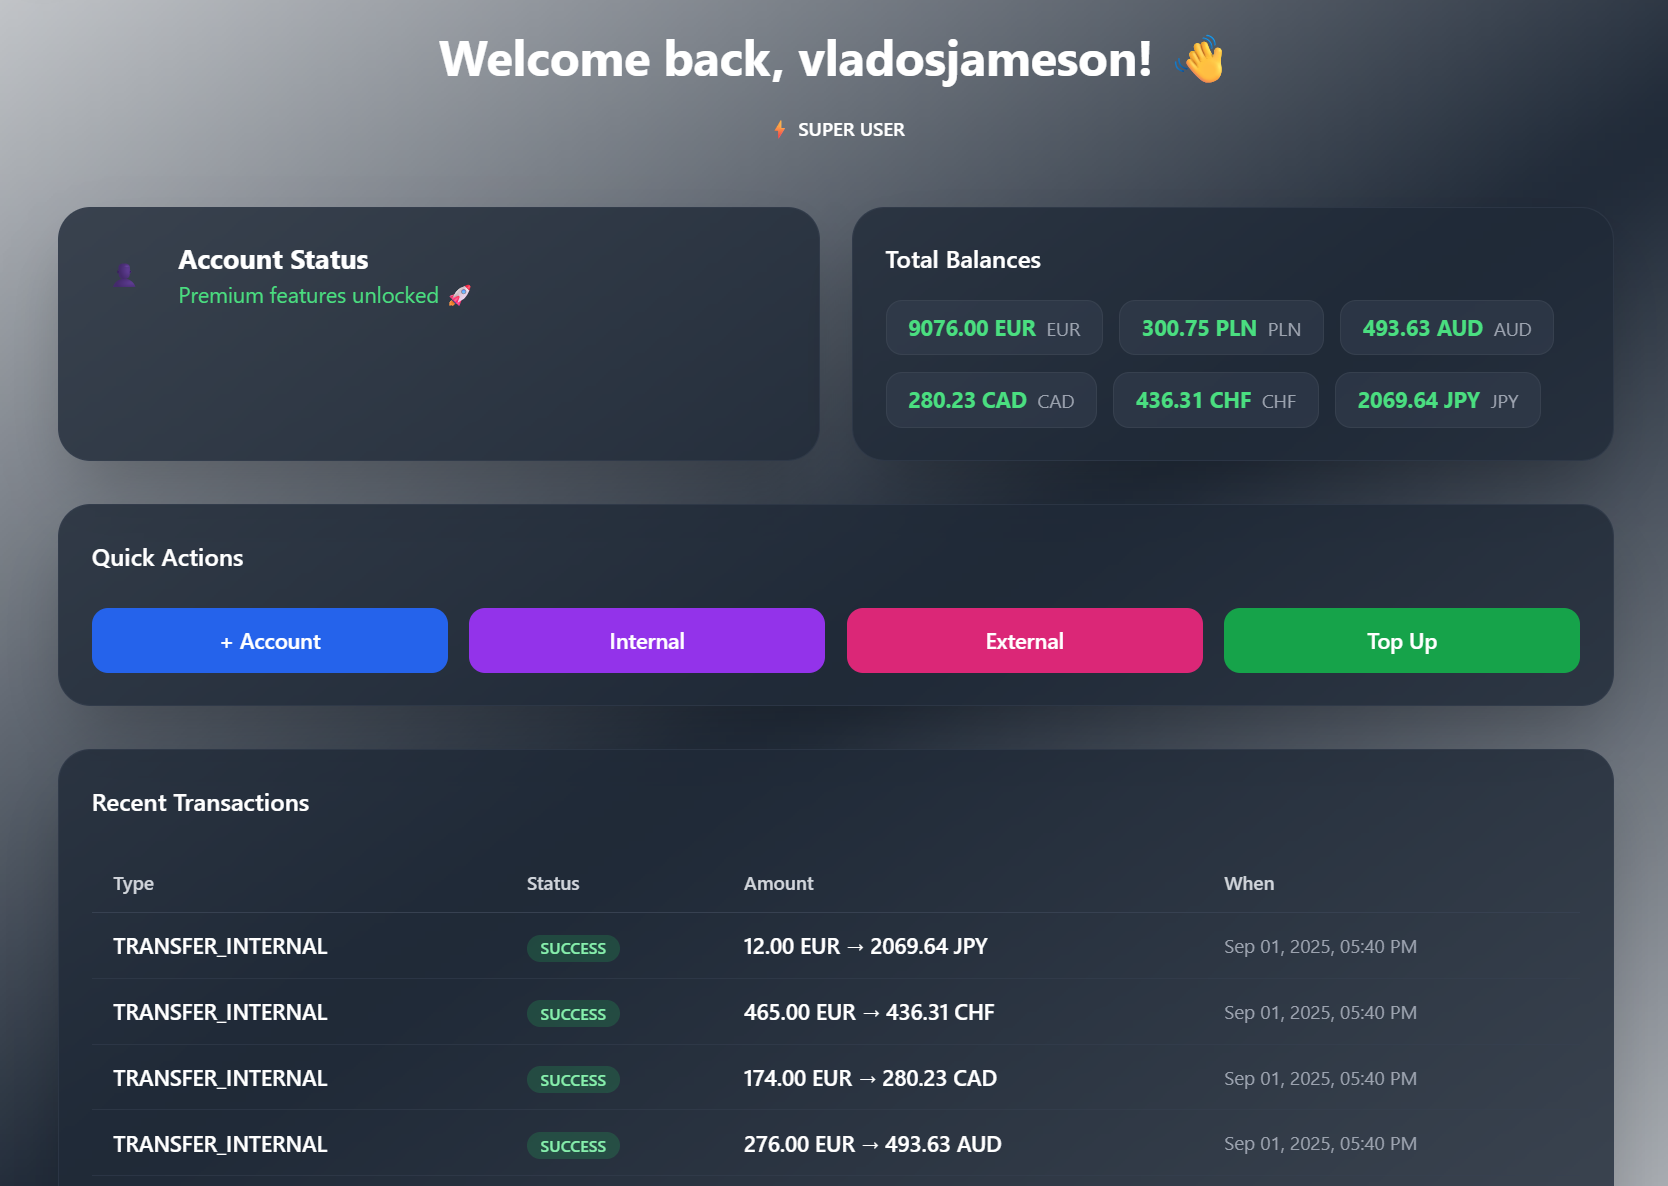 Welcome back, vladosjameson! 👋
⚡ SUPER USER
Account Status
Premium features unlocked 🚀
Total Balances
9076.00 EUR EUR
300.75 PLN PLN
493.63 AUD AUD
280.23 CAD CAD
436.31 CHF CHF
2069.64 JPY JPY
Quick Actions
+ Account
Internal
External
Top Up
Recent Transactions
Type Status Amount When
TRANSFER_INTERNAL SUCCESS 12.00 EUR → 2069.64 JPY Sep 01, 2025, 05:40 PM
TRANSFER_INTERNAL SUCCESS 465.00 EUR → 436.31 CHF Sep 01, 2025, 05:40 PM
TRANSFER_INTERNAL SUCCESS 174.00 EUR → 280.23 CAD Sep 01, 2025, 05:40 PM
TRANSFER_INTERNAL SUCCESS 276.00 EUR → 493.63 AUD Sep 01, 2025, 05:40 PM